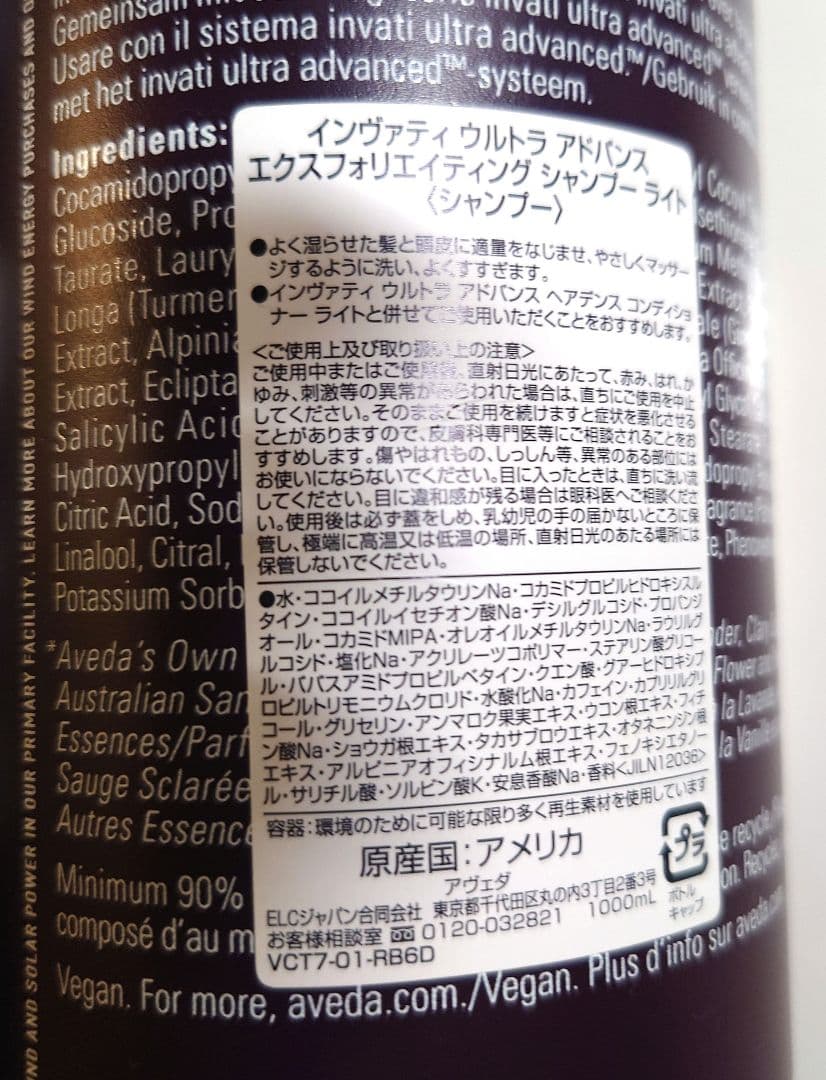 Usare con il sistema invati ultra advanced.™/Gebruik in
met het invati ultra advanced™-systeem.
Ingredients:
Cocamidopropy
Glucoside, Pro
Taurate, Laury
Longa (Turmer
Extract, Alpinia
Extract, Eclipta
Salicylic Acid
Hydroxypropyl
Citric Acid, Sod
Linalool, Citral,
Potassium Sorb
*Aveda's Own
Australian San
Essences/Parf
Sauge Sclarée
Autres Essence
Minimum 90%
composé d'au m
Vegan. For more, aveda.com./Vegan. Plus d'info sur aveda.com
インヴァティ ウルトラ アドバンス
エクスフォリエイティング シャンプー ライト
〈シャンプー〉
●よく湿らせた髪と頭皮に適量をなじませ、やさしくマッサー
ジするように洗い、よくすすぎます。
●インヴァティ ウルトラ アドバンス ヘアデンス コンディショ
ナー ライトと併せてご使用いただくことをおすすめします。
<ご使用上及び取り扱い上の注意>
ご使用中またはご使用後、直射日光にあたって、赤み、はれ、か
ゆみ、刺激等の異常があらわれた場合は、直ちにご使用を中止
してください。そのままご使用を続けますと症状を悪化させる
ことがありますので、皮膚科専門医等にご相談されることをお
すすめします。傷やはれもの、しっしん等、異常のある部位には
お使いにならないでください。目に入ったときは、直ちに洗い流
してください。目に違和感が残る場合は眼科医へご相談くださ
い。使用後は必ず蓋をしめ、乳幼児の手の届かないところに保
管し、極端に高温又は低温の場所、直射日光のあたる場所には
保管しないでください。
●水・ココイルメチルタウリンNa・コカミドプロピルヒドロキシスル
タイン・ココイルイセチオン酸Na・デシルグルコシド・プロパンジ
オール・コカミドMIPA・オレオイルメチルタウリンNa・ラウリルグ
ルコシド・塩化Na・アクリレーツコポリマー・ステアリン酸グリコー
ル・ババスアミドプロピルベタイン・クエン酸・グアーヒドロキシプ
ロピルトリモニウムクロリド・水酸化Na・カフェイン・カプリリルグリ
コール・グリセリン・アンマロク果実エキス・ウコン根エキス・フィチ
ン酸Na・ショウガ根エキス・タカサブロウエキス・オタネニンジン根
エキス・アルピニアオフィシナルム根エキス・フェノキシエタノー
ル・サリチル酸・ソルビン酸K・安息香酸Na・香料<JILN12036>
容器：環境のために可能な限り多く再生素材を使用しています
原産国：アメリカ
プラ
ボトル
キャップ
アヴェダ
ELCジャパン合同会社 東京都千代田区丸の内3丁目2番3号
お客様相談室 0120-032821 1000mL
VCT7-01-RB6D